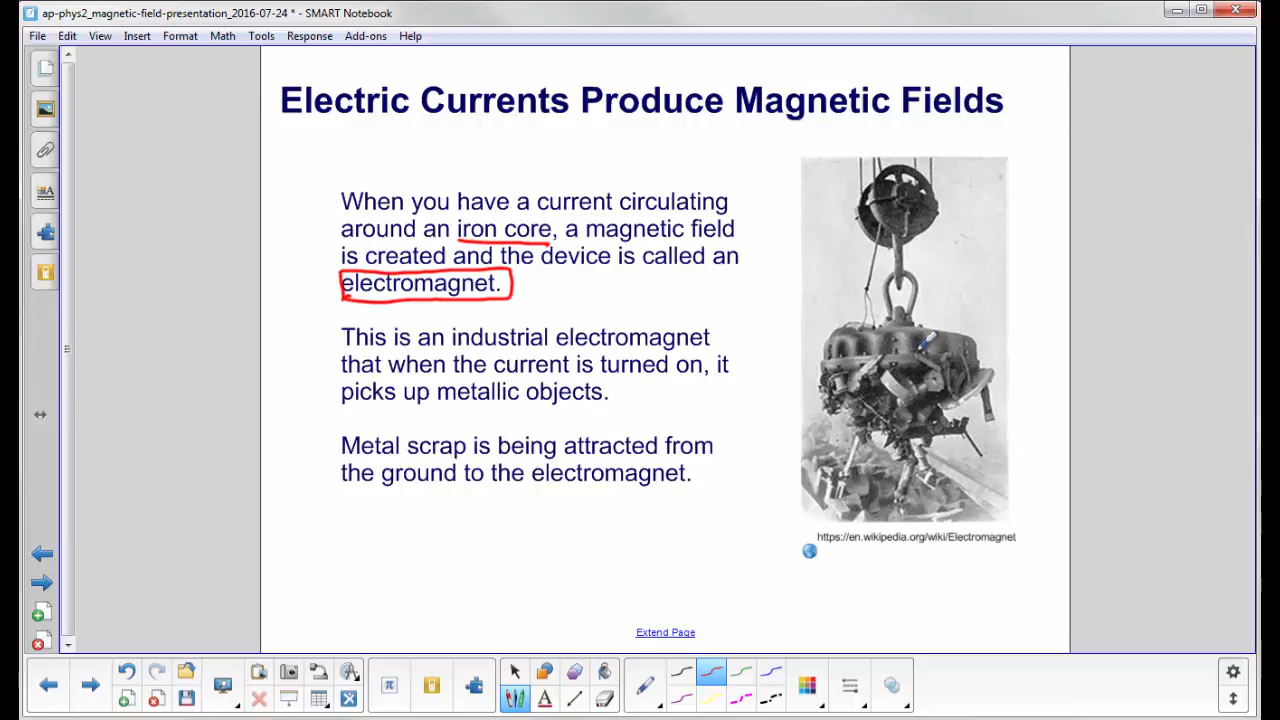 ap-phys2_magnetic-field-presentation_2016-07-24 * - SMART Notebook
File Edit View Insert Format Math Tools Response Add-ons Help
Electric Currents Produce Magnetic Fields
When you have a current circulating
around an iron core, a magnetic field
is created and the device is called an
electromagnet.
This is an industrial electromagnet
that when the current is turned on, it
picks up metallic objects.
Metal scrap is being attracted from
the ground to the electromagnet.
https://en.wikipedia.org/wiki/Electromagnet
Extend Page